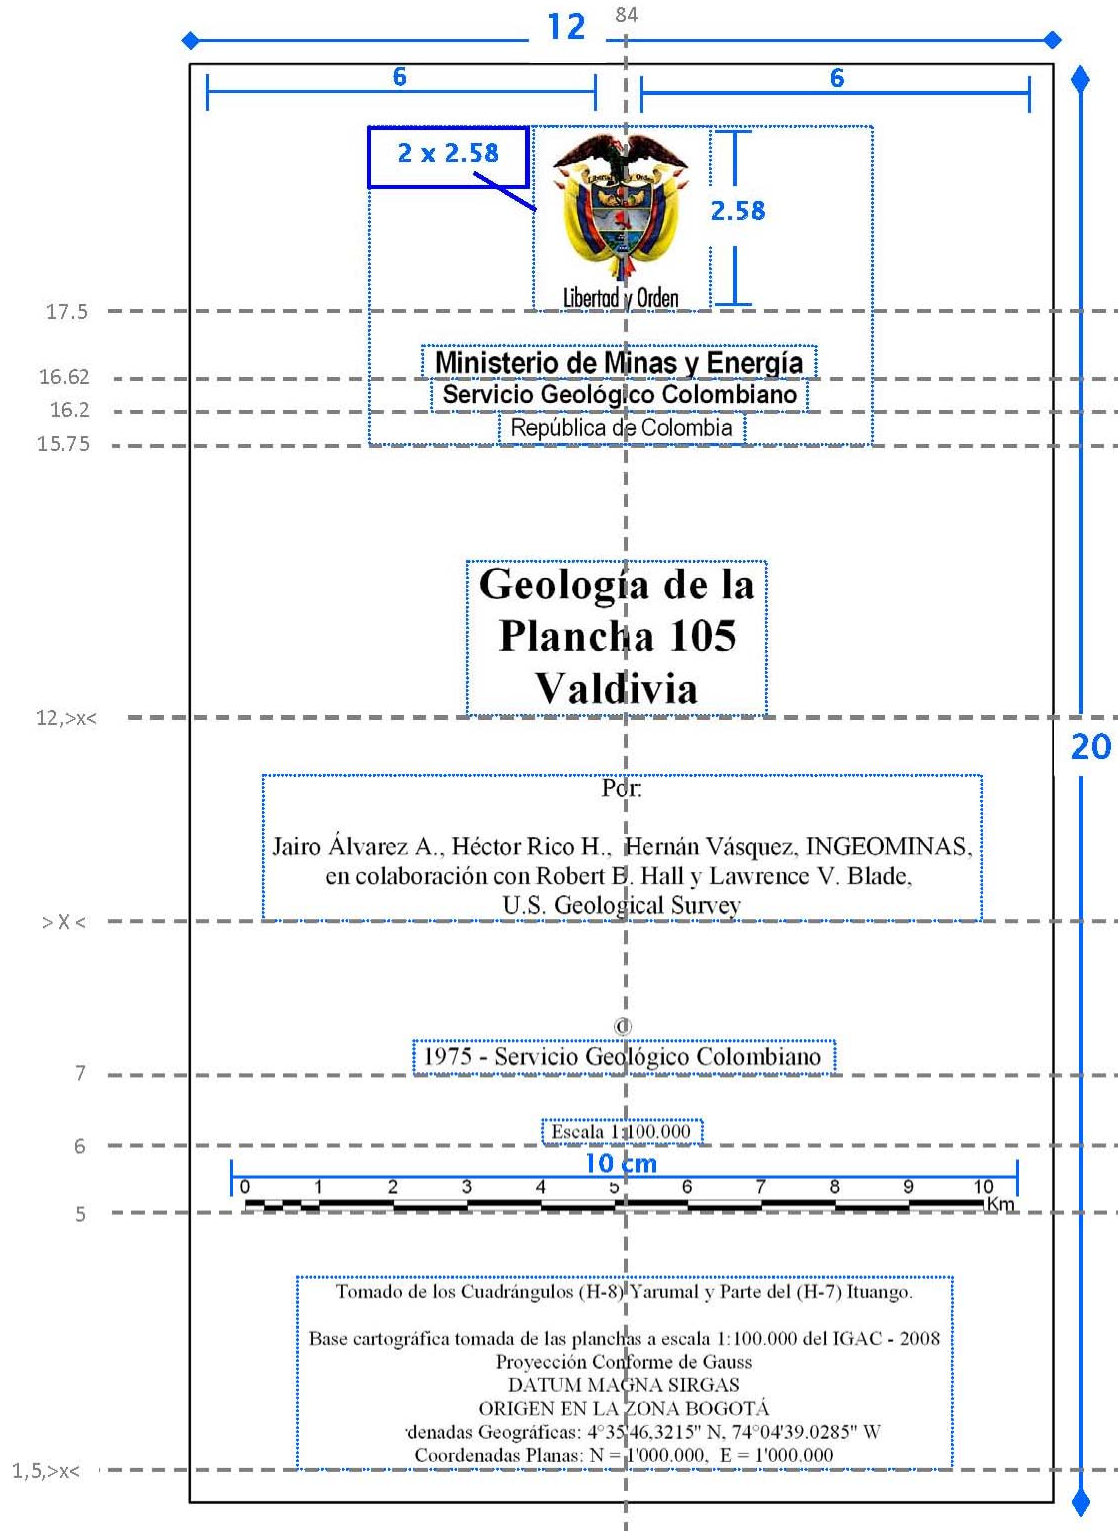 84
12
6 6
2 x 2.58
2.58
Libertad y Orden
Libertad y Orden
17.5
Ministerio de Minas y Energía
16.62
Servicio Geológico Colombiano
16.2
República de Colombia
15.75
Geología de la
Plancha 105
Valdivia
12,>x<
20
Por:
Jairo Álvarez A., Héctor Rico H., Hernán Vásquez, INGEOMINAS,
en colaboración con Robert B. Hall y Lawrence V. Blade,
U.S. Geological Survey
> X <
©
1975 - Servicio Geológico Colombiano
7
Escala 1:100.000
6
10 cm
0 1 2 3 4 5 6 7 8 9 10
Km
5
Tomado de los Cuadrángulos (H-8) Yarumal y Parte del (H-7) Ituango.
Base cartográfica tomada de las planchas a escala 1:100.000 del IGAC - 2008
Proyección Conforme de Gauss
DATUM MAGNA SIRGAS
ORIGEN EN LA ZONA BOGOTÁ
denadas Geográficas: 4°35'46,3215" N, 74°04'39.0285" W
Coordenadas Planas: N = 1'000.000, E = 1'000.000
1,5,>x<